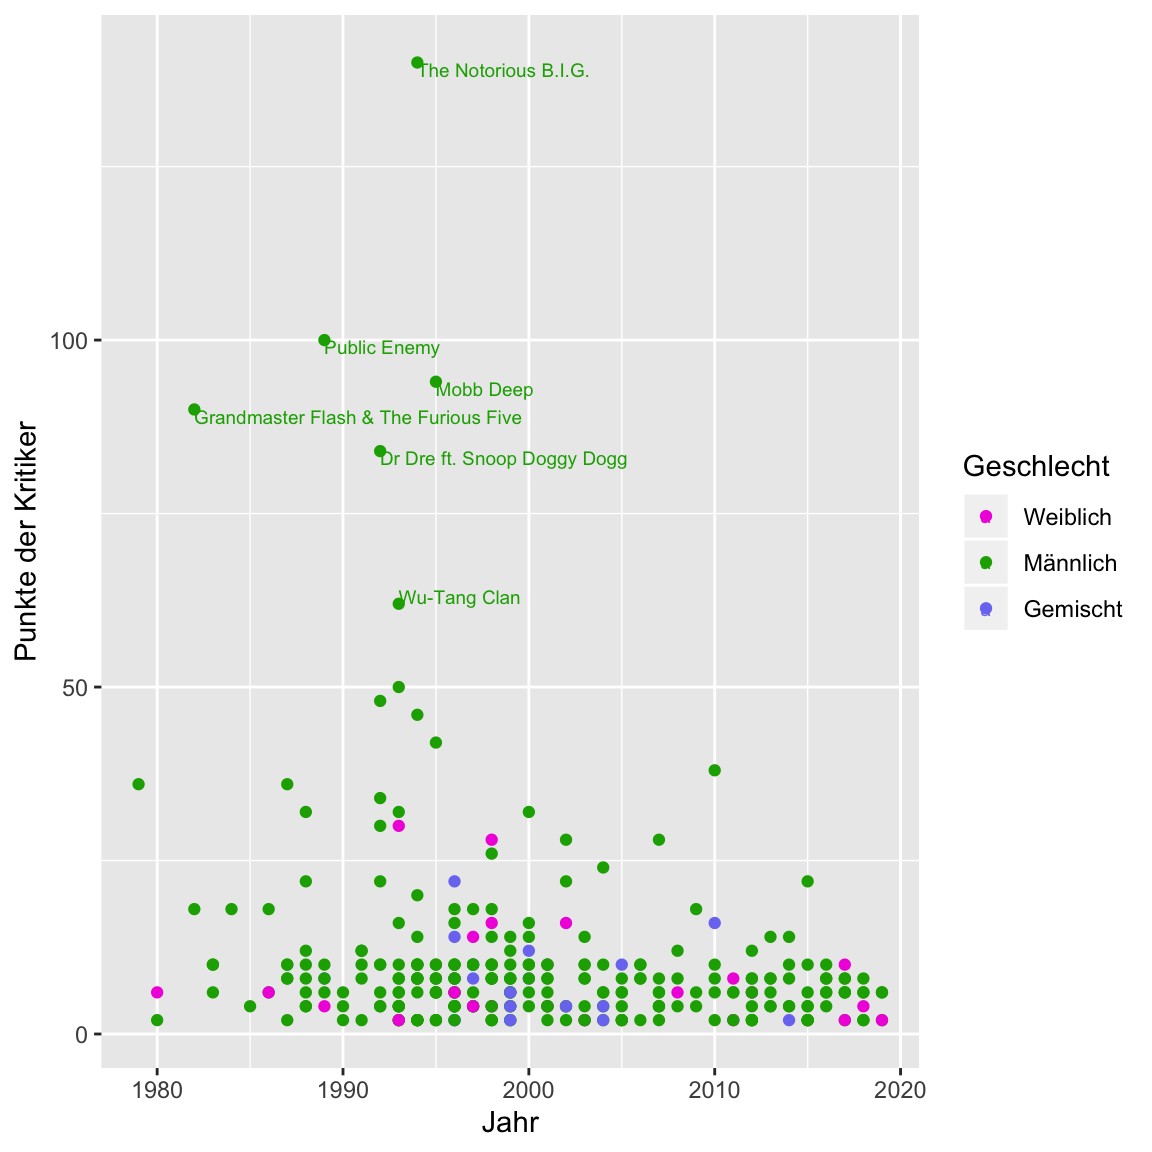 The Notorious B.I.G.
100
Public Enemy
Mobb Deep
Grandmaster Flash & The Furious Five
Dr Dre ft. Snoop Doggy Dogg
Wu-Tang Clan
50
0
Punkte der Kritiker
1980
1990
2000
2010
2020
Jahr
Geschlecht
Weiblich
Männlich
Gemischt